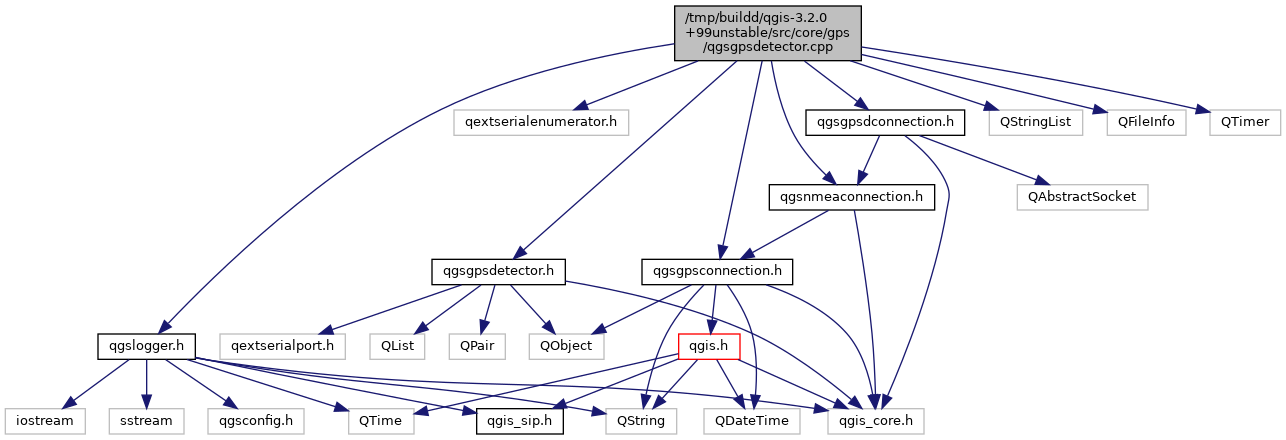 /tmp/buildd/qgis-3.2.0
+99unstable/src/core/gps
/qgsgpsdetector.cpp
qextserialenumerator.h
qgsgpsdconnection.h
QStringList
QFileInfo
QTimer
qgsnmeaconnection.h
QAbstractSocket
qgsgpsdetector.h
qgsgpsconnection.h
qgslogger.h
qextserialport.h
QList
QPair
QObject
qgis.h
iostream
sstream
qgsconfig.h
QTime
qgis_sip.h
QString
QDateTime
qgis_core.h